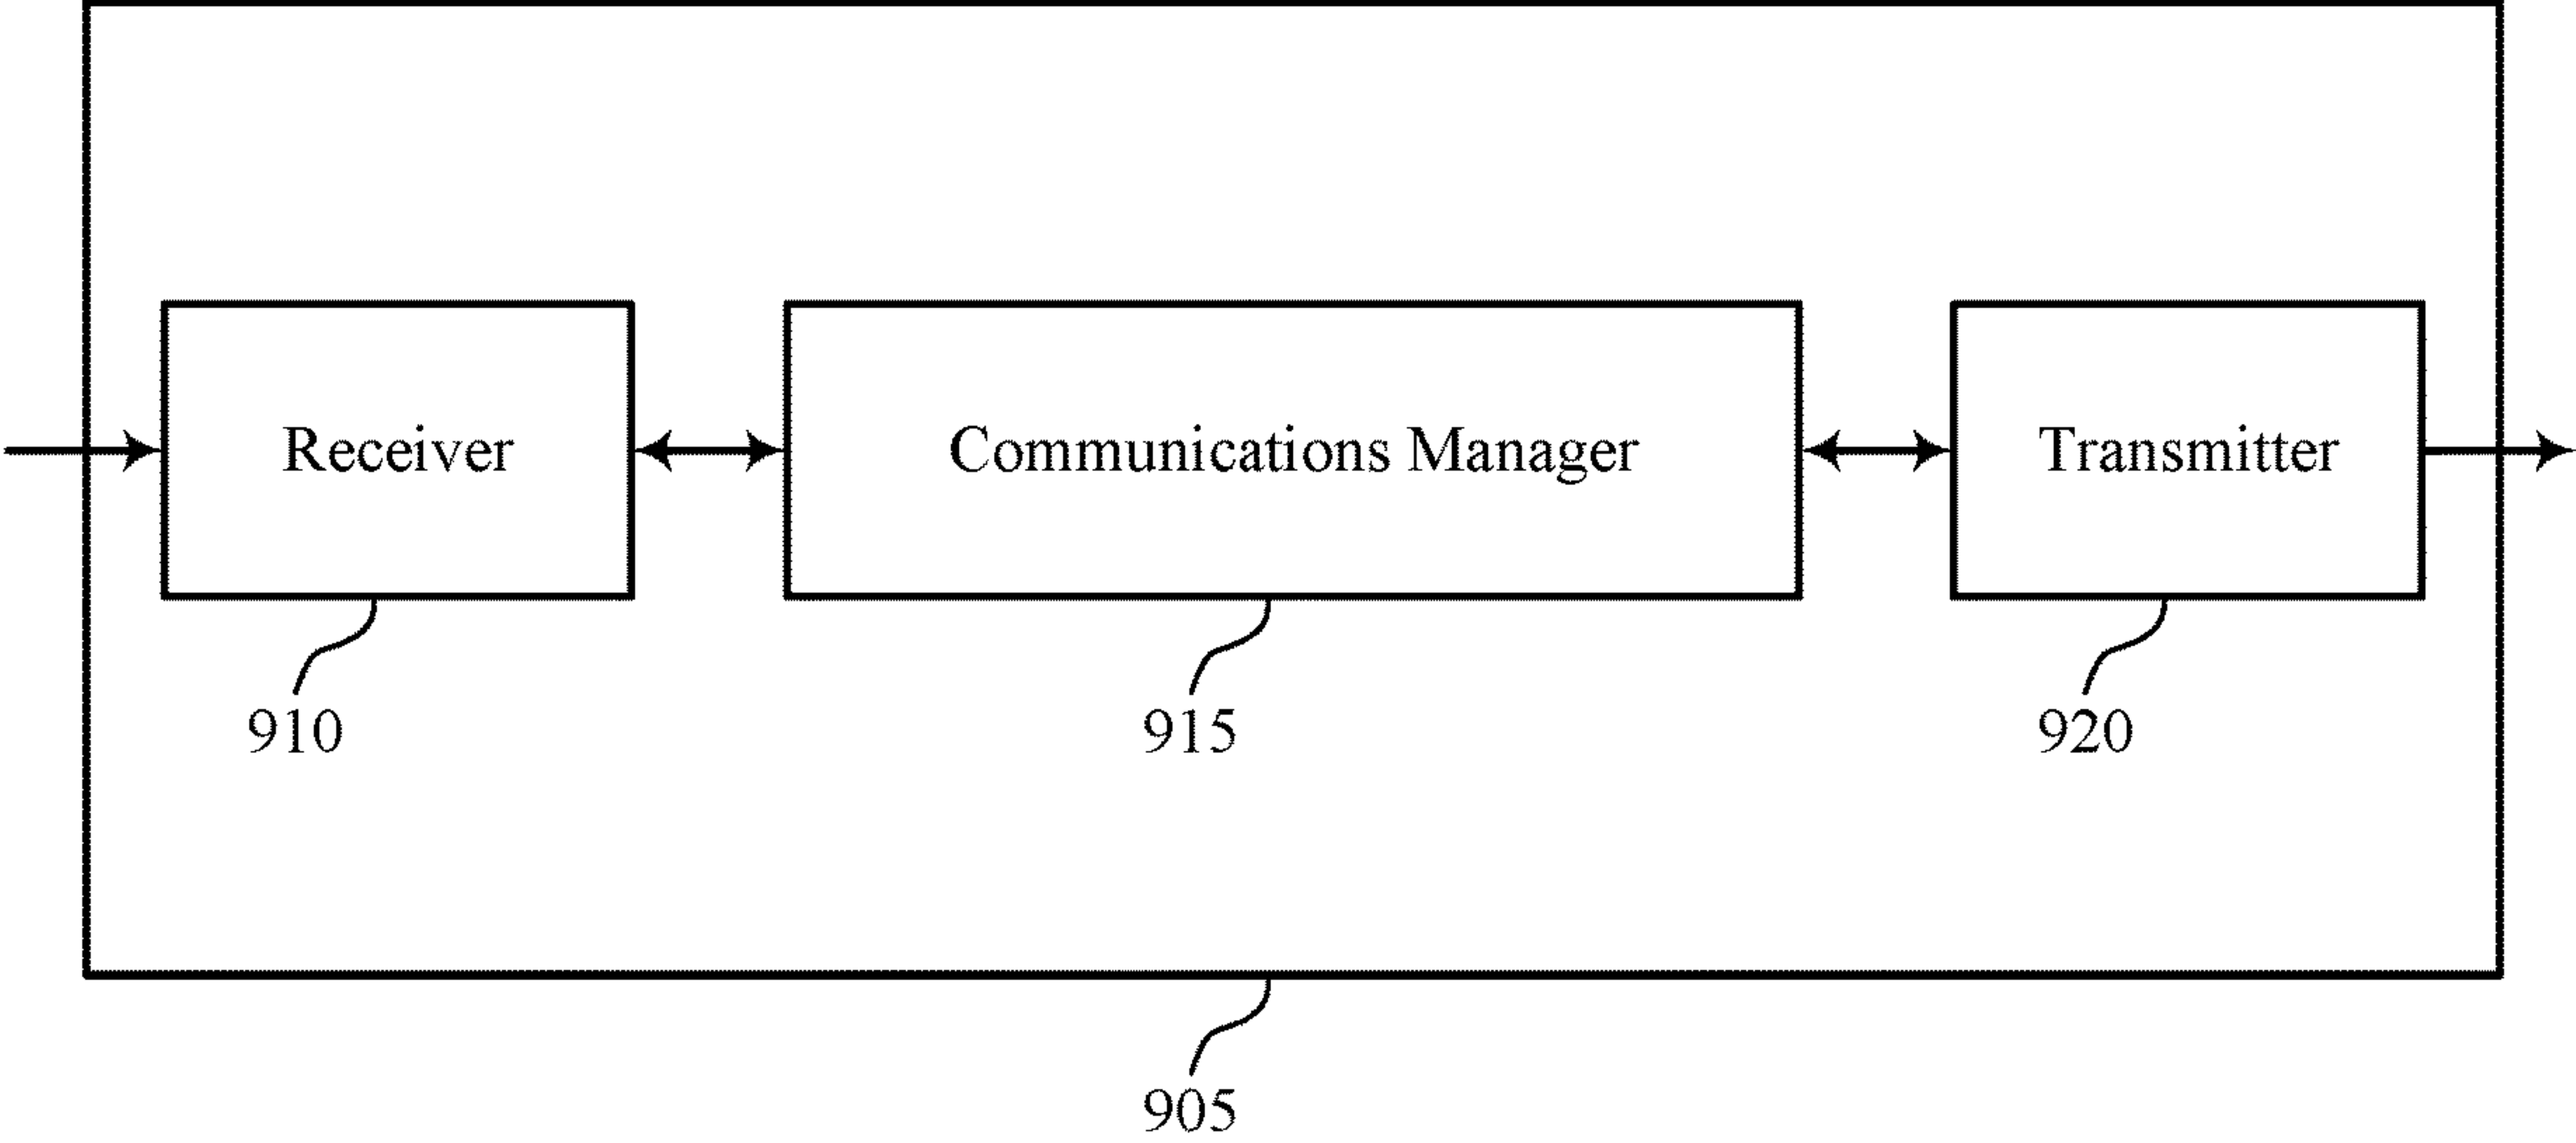 Receiver
Communications Manager
Transmitter
910
915
920
905